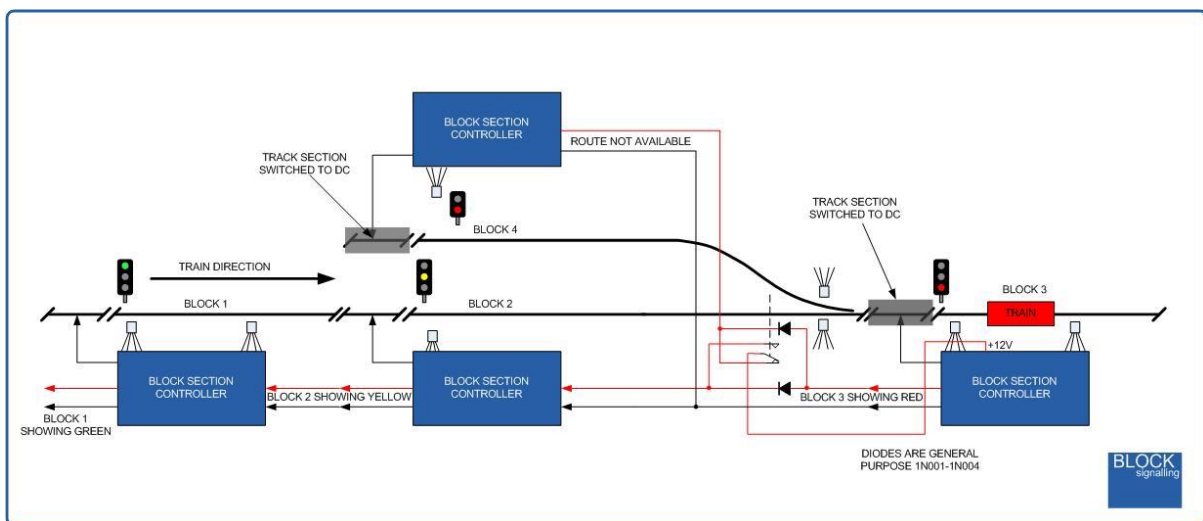 BLOCK SECTION
CONTROLLER
ROUTE NOT AVAILABLE
TRACK SECTION
SWITCHED TO DC
TRACK SECTION
SWITCHED TO DC
BLOCK 4
TRAIN DIRECTION
BLOCK 1
BLOCK 2
BLOCK 3
TRAIN
+12V
BLOCK SECTION
CONTROLLER
BLOCK 2 SHOWING YELLOW
BLOCK SECTION
CONTROLLER
BLOCK 3 SHOWING RED
BLOCK SECTION
CONTROLLER
BLOCK 1
SHOWING GREEN
DIODES ARE GENERAL
PURPOSE 1N001-1N004
BLOCK
signalling